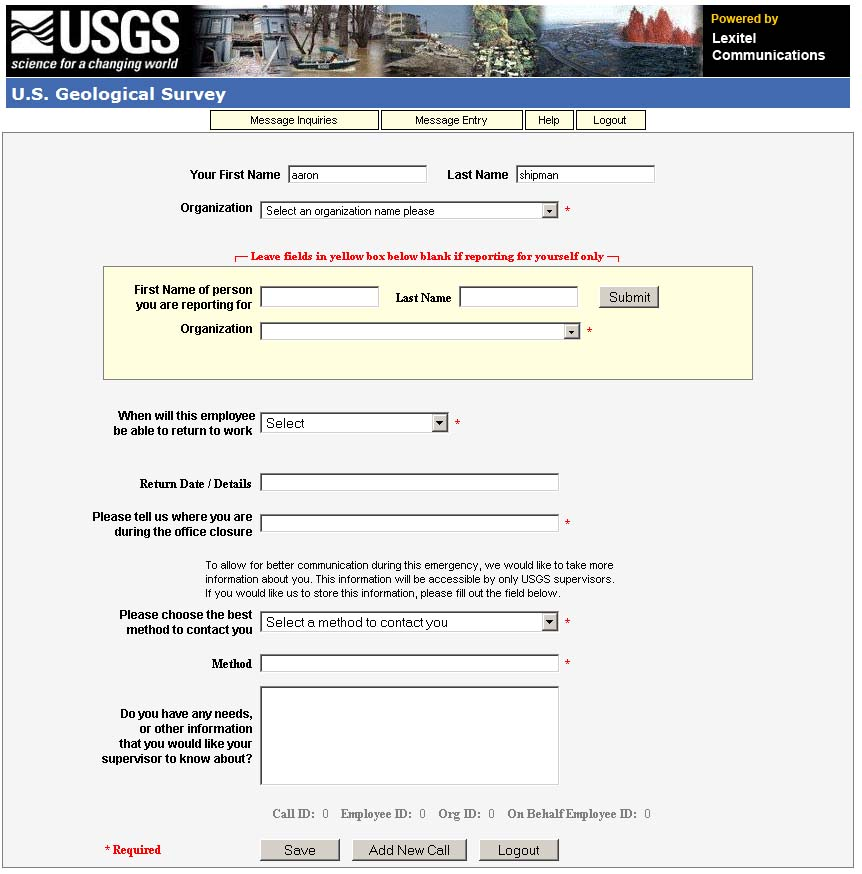 USGS
science for a changing world
Powered by
Lexitel
Communications
U.S. Geological Survey
Message Inquiries Message Entry Help Logout
Your First Name aaron Last Name shipman
Organization Select an organization name please *
Leave fields in yellow box below blank if reporting for yourself only
First Name of person
you are reporting for Last Name Submit
Organization *
When will this employee
be able to return to work Select *
Return Date / Details
Please tell us where you are
during the office closure *
To allow for better communication during this emergency, we would like to take more
information about you. This information will be accessible by only USGS supervisors.
If you would like us to store this information, please fill out the field below.
Please choose the best
method to contact you Select a method to contact you *
Method *
Do you have any needs,
or other information
that you would like your
supervisor to know about?
Call ID: 0 Employee ID: 0 Org ID: 0 On Behalf Employee ID: 0
* Required Save Add New Call Logout